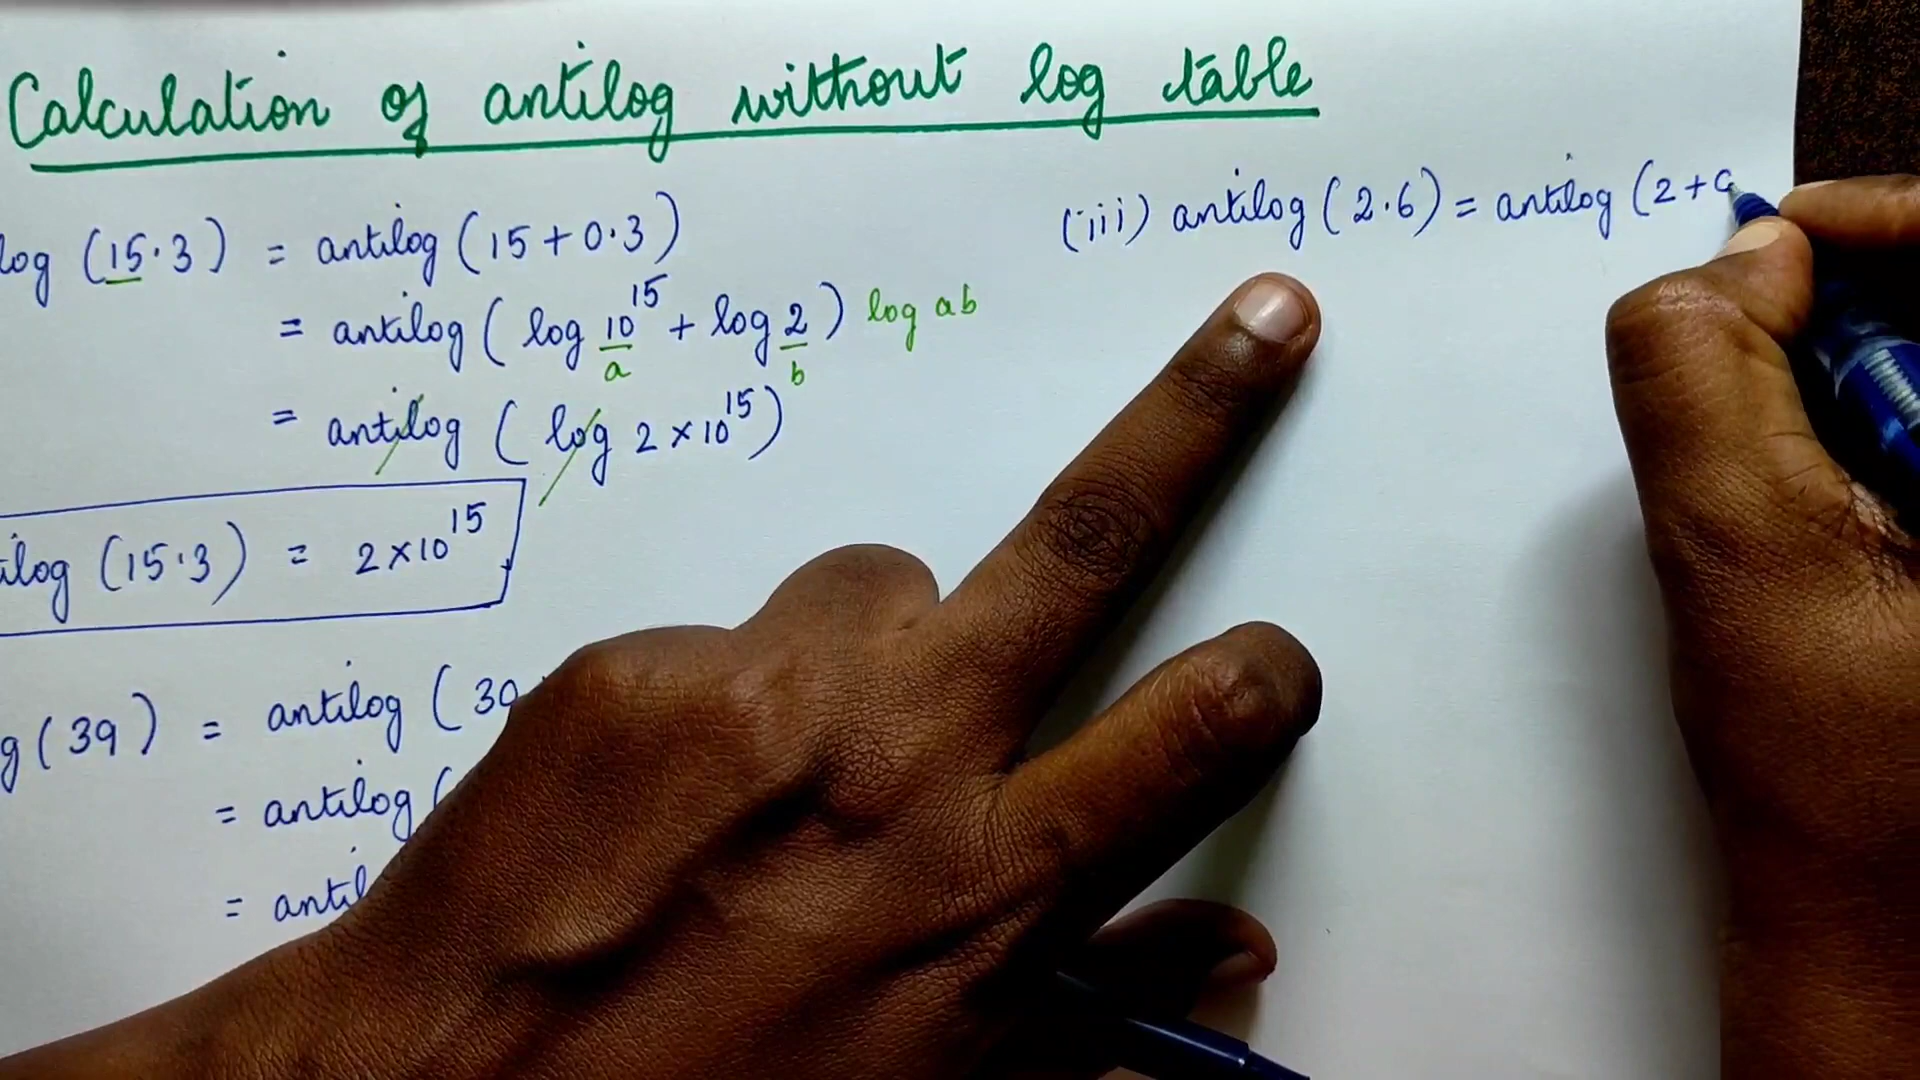 Calculation of antilog without log table
log (15.3) = antilog (15 + 0.3)
= antilog ( log 10^15 + log 2 ) log ab
a b
= antilog ( log 2 × 10^15 )
ilog (15.3) = 2 × 10^15
g (39) = antilog ( 39
= antilog (
= antil
(iii) antilog (2.6) = antilog (2 +